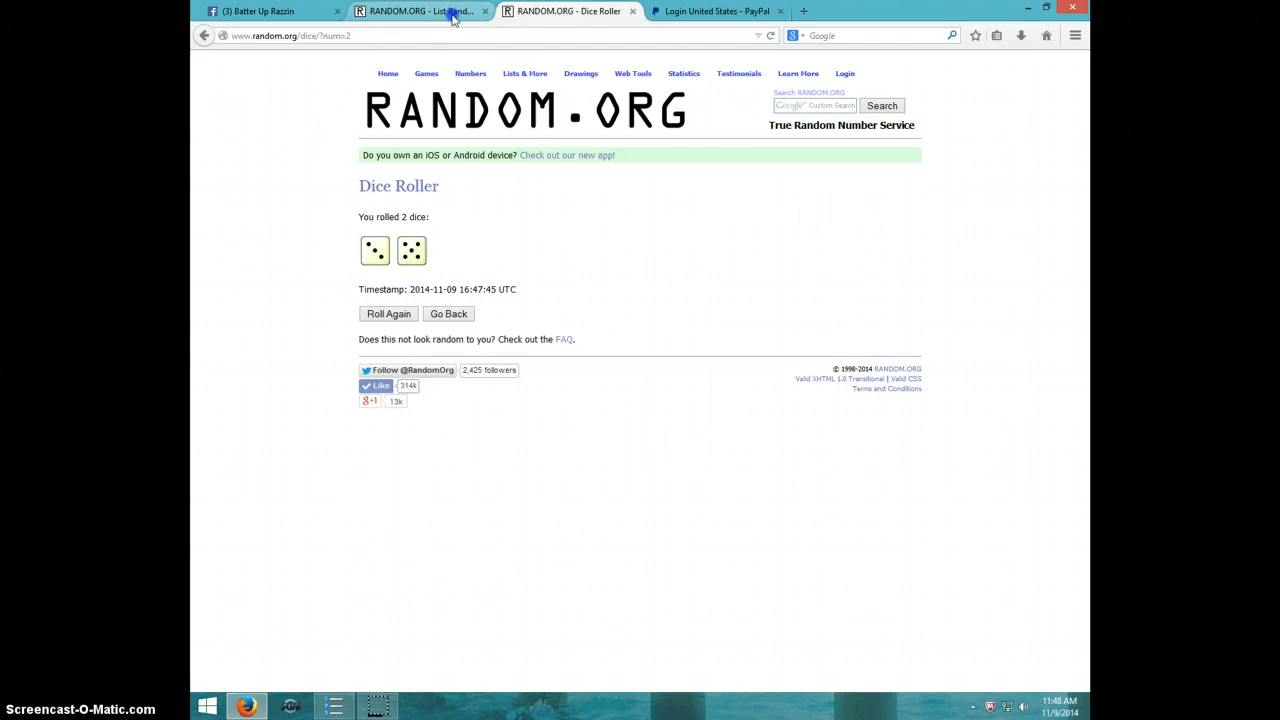 (3) Batter Up Razzin
RANDOM.ORG - List Rand...
RANDOM.ORG - Dice Roller
Login United States - PayPal
www.random.org/dice/?num=2
Google
Home Games Numbers Lists & More Drawings Web Tools Statistics Testimonials Learn More Login
RANDOM.ORG
Search RANDOM.ORG
Google™ Custom Search
Search
True Random Number Service
Do you own an iOS or Android device? Check out our new app!
Dice Roller
You rolled 2 dice:
Timestamp: 2014-11-09 16:47:45 UTC
Roll Again Go Back
Does this not look random to you? Check out the FAQ.
Follow @RandomOrg 2,425 followers
Like 314k
g+1 13k
© 1998-2014 RANDOM.ORG
Valid XHTML 1.0 Transitional | Valid CSS
Terms and Conditions
11:48 AM
11/9/2014
Screencast-O-Matic.com